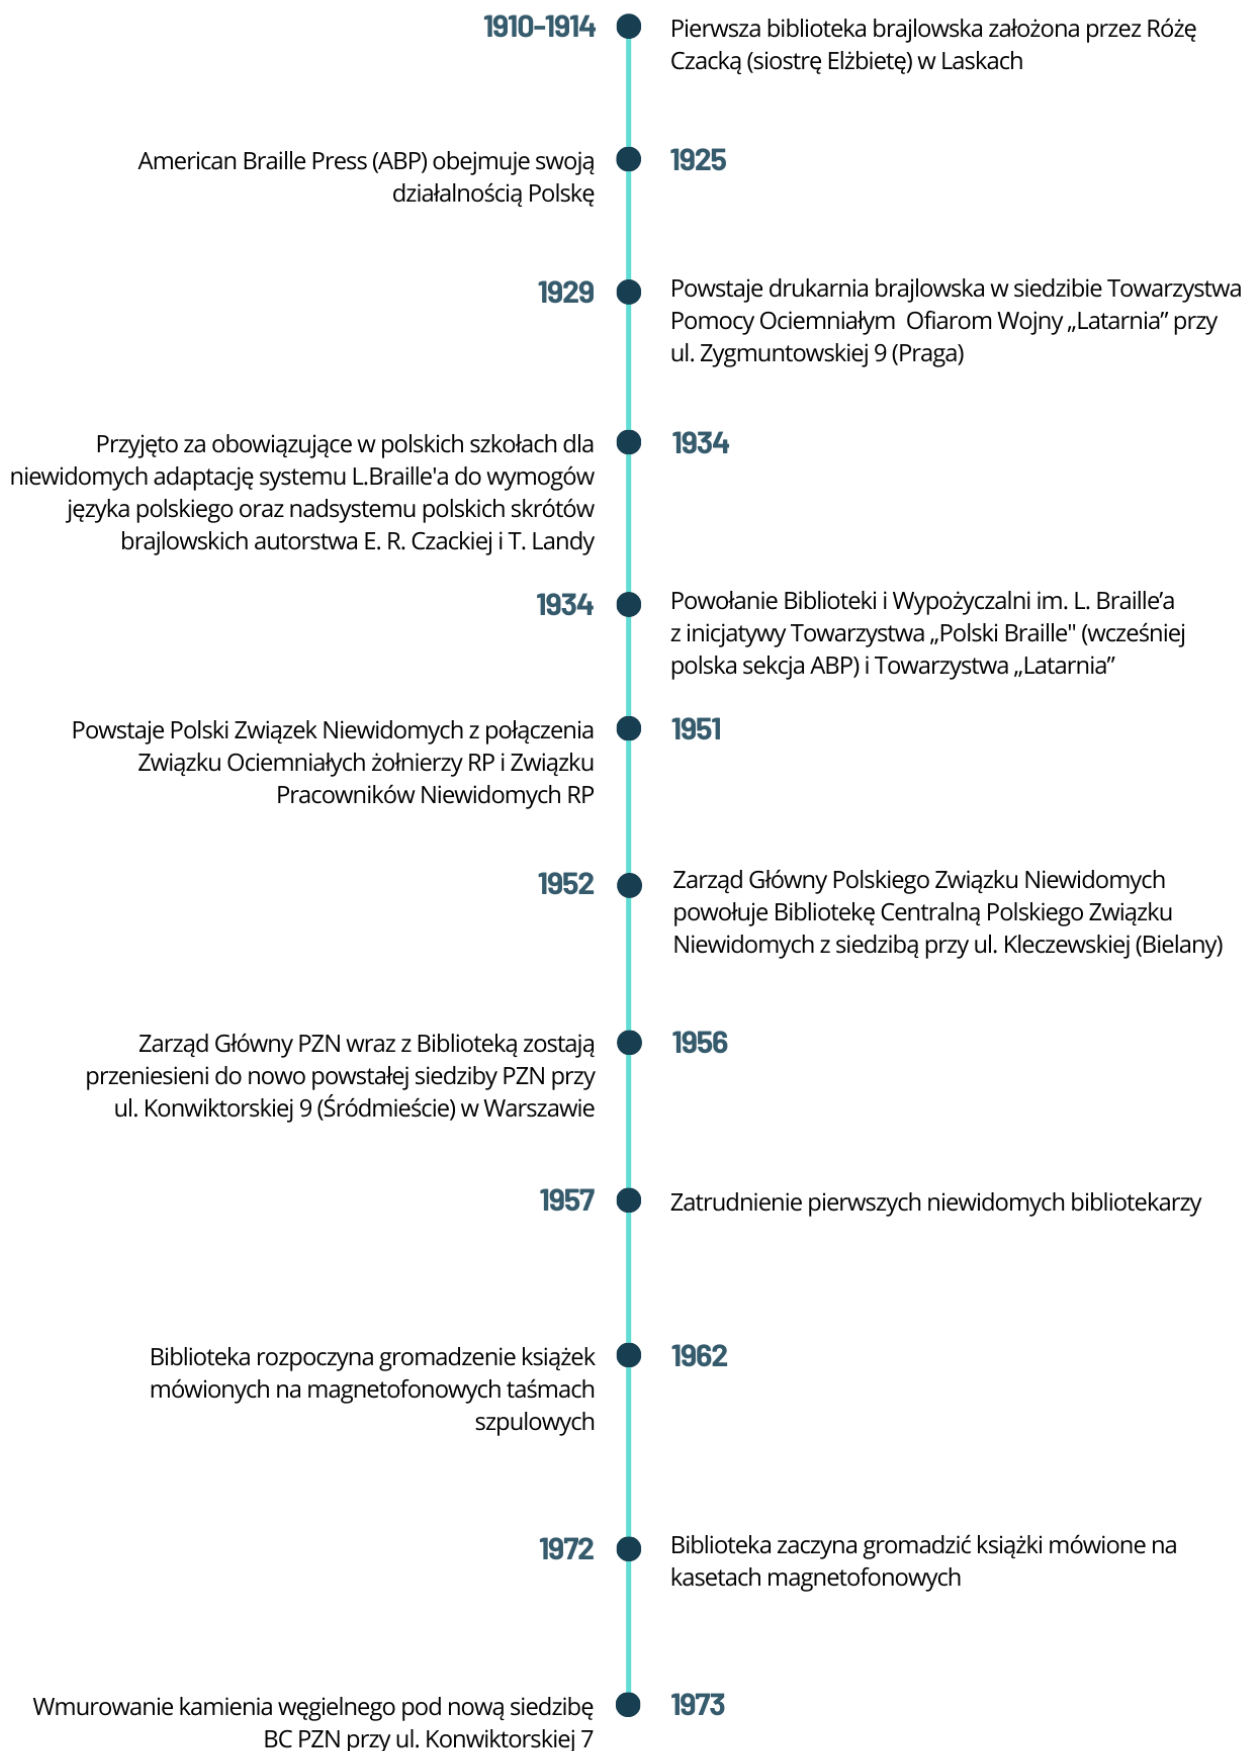 1910-1914
Pierwsza biblioteka brajlowska założona przez Różę
Czacką (siostrę Elżbietę) w Laskach
American Braille Press (ABP) obejmuje swoją
działalnością Polskę
1925
1929
Powstaje drukarnia brajlowska w siedzibie Towarzystwa
Pomocy Ociemniałym Ofiarom Wojny „Latarnia” przy
ul. Zygmuntowskiej 9 (Praga)
Przyjęto za obowiązujące w polskich szkołach dla
niewidomych adaptację systemu L.Braille'a do wymogów
języka polskiego oraz nadsystemu polskich skrótów
brajlowskich autorstwa E. R. Czackiej i T. Landy
1934
1934
Powołanie Biblioteki i Wypożyczalni im. L. Braille’a
z inicjatywy Towarzystwa „Polski Braille" (wcześniej
polska sekcja ABP) i Towarzystwa „Latarnia”
Powstaje Polski Związek Niewidomych z połączenia
Związku Ociemniałych żołnierzy RP i Związku
Pracowników Niewidomych RP
1951
1952
Zarząd Główny Polskiego Związku Niewidomych
powołuje Bibliotekę Centralną Polskiego Związku
Niewidomych z siedzibą przy ul. Kleczewskiej (Bielany)
Zarząd Główny PZN wraz z Biblioteką zostają
przeniesieni do nowo powstałej siedziby PZN przy
ul. Konwiktorskiej 9 (Śródmieście) w Warszawie
1956
1957
Zatrudnienie pierwszych niewidomych bibliotekarzy
Biblioteka rozpoczyna gromadzenie książek
mówionych na magnetofonowych taśmach
szpulowych
1962
1972
Biblioteka zaczyna gromadzić książki mówione na
kasetach magnetofonowych
Wmurowanie kamienia węgielnego pod nową siedzibę
BC PZN przy ul. Konwiktorskiej 7
1973